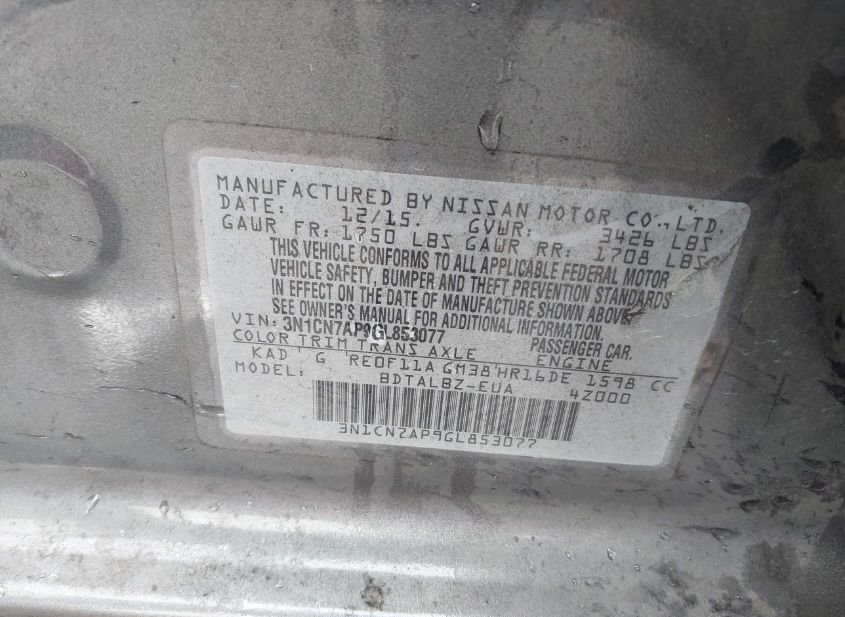 MANUFACTURED BY NISSAN MOTOR CO., LTD.
DATE: 12/15. GVWR: 3426 LBS
GAWR FR: 1750 LBS GAWR RR: 1708 LBS
THIS VEHICLE CONFORMS TO ALL APPLICABLE FEDERAL MOTOR
VEHICLE SAFETY, BUMPER AND THEFT PREVENTION STANDARDS
IN EFFECT ON THE DATE OF MANUFACTURE SHOWN ABOVE.
SEE OWNER'S MANUAL FOR ADDITIONAL INFORMATION.
VIN: 3N1CN7AP9GL853077 PASSENGER CAR.
COLOR TRIM TRANS AXLE ENGINE
KAD G RE0F11A GM38 HR16DE 1598 CC
MODEL: BDTALBZ-EUA 4Z000
3N1CN7AP9GL853077